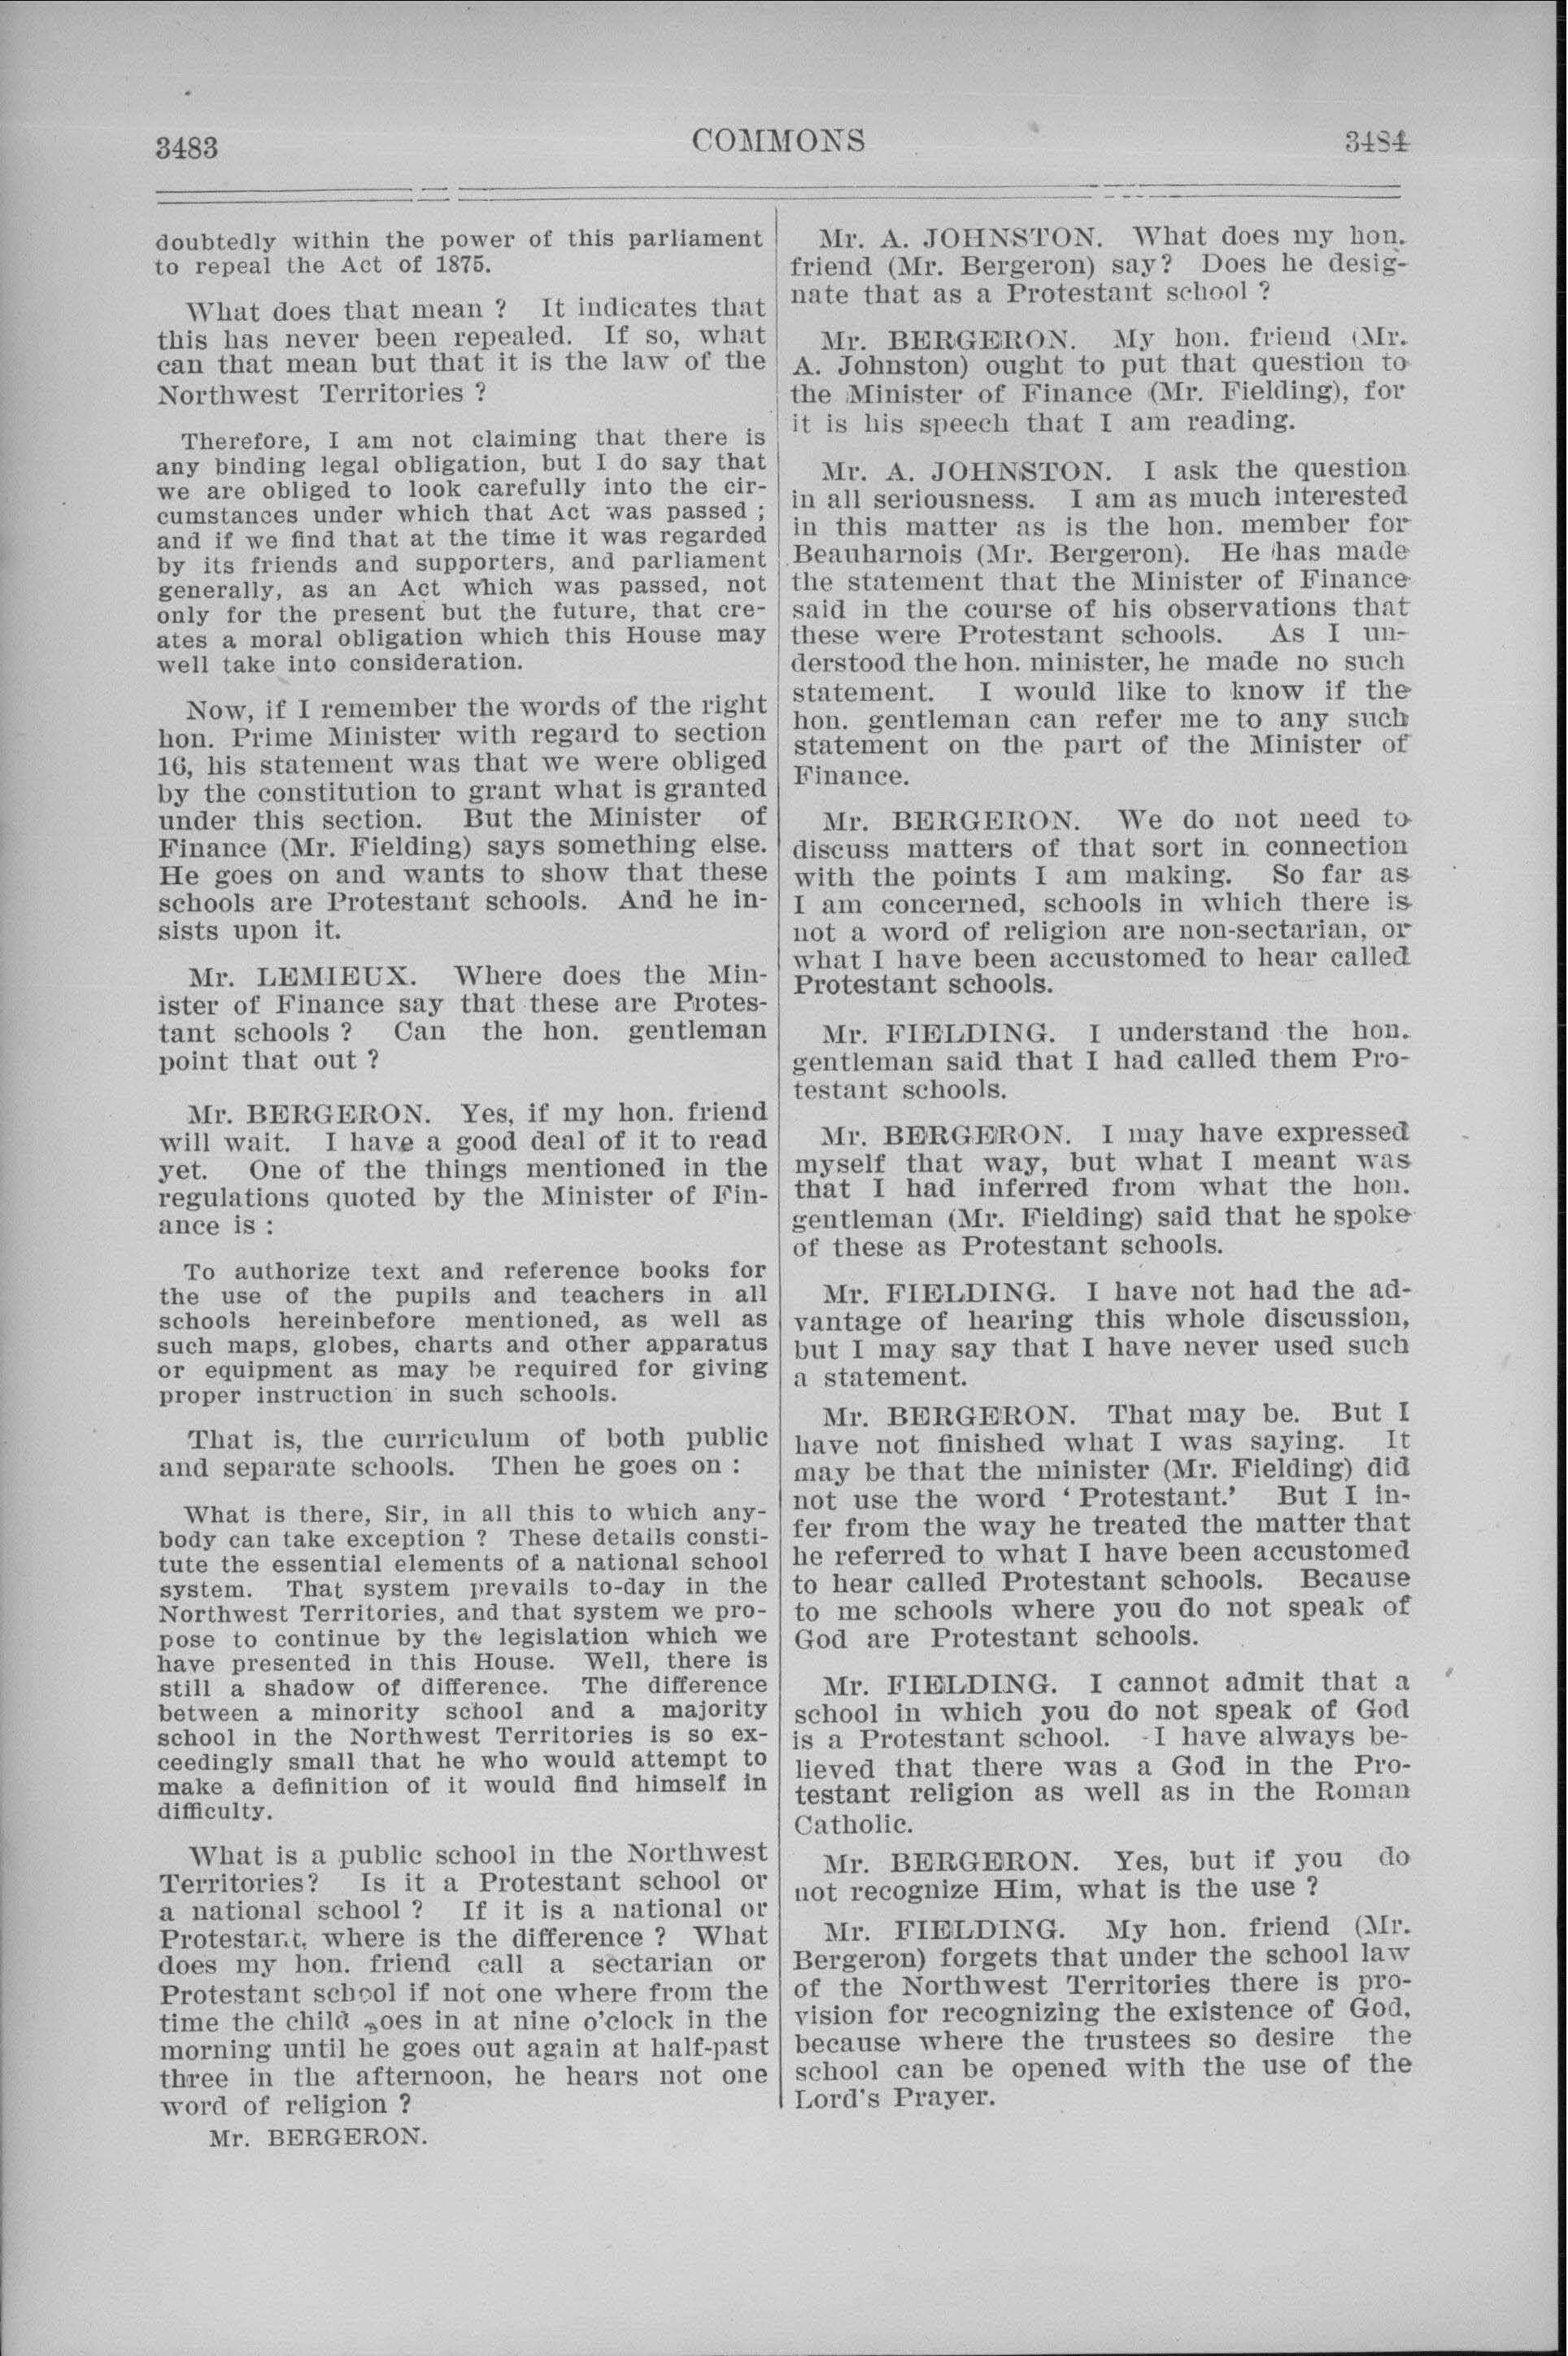 3483
COMMONS
3484
doubtedly within the power of this parliament
to repeal the Act of 1875.
What does that mean ? It indicates that
this has never been repealed. If so, what
can that mean but that it is the law of the
Northwest Territories ?
Therefore, I am not claiming that there is
any binding legal obligation, but I do say that
we are obliged to look carefully into the cir-
cumstances under which that Act was passed ;
and if we find that at the time it was regarded
by its friends and supporters, and parliament
generally, as an Act which was passed, not
only for the present but the future, that cre-
ates a moral obligation which this House may
well take into consideration.
Now, if I remember the words of the right
hon. Prime Minister with regard to section
16, his statement was that we were obliged
by the constitution to grant what is granted
under this section. But the Minister of
Finance (Mr. Fielding) says something else.
He goes on and wants to show that these
schools are Protestant schools. And he in-
sists upon it.
Mr. LEMIEUX. Where does the Min-
ister of Finance say that these are Protes-
tant schools ? Can the hon. gentleman
point that out ?
Mr. BERGERON. Yes, if my hon. friend
will wait. I have a good deal of it to read
yet. One of the things mentioned in the
regulations quoted by the Minister of Fin-
ance is :
To authorize text and reference books for
the use of the pupils and teachers in all
schools hereinbefore mentioned, as well as
such maps, globes, charts and other apparatus
or equipment as may be required for giving
proper instruction in such schools.
That is, the curriculum of both public
and separate schools. Then he goes on :
What is there, Sir, in all this to which any-
body can take exception ? These details consti-
tute the essential elements of a national school
system. That system prevails to-day in the
Northwest Territories, and that system we pro-
pose to continue by the legislation which we
have presented in this House. Well, there is
still a shadow of difference. The difference
between a minority school and a majority
school in the Northwest Territories is so ex-
ceedingly small that he who would attempt to
make a definition of it would find himself in
difficulty.
What is a public school in the Northwest
Territories? Is it a Protestant school or
a national school ? If it is a national or
Protestant, where is the difference ? What
does my hon. friend call a sectarian or
Protestant school if not one where from the
time the child goes in at nine o'clock in the
morning until he goes out again at half-past
three in the afternoon, he hears not one
word of religion ?
Mr. BERGERON.
Mr. A. JOHNSTON. What does my hon.
friend (Mr. Bergeron) say? Does he desig-
nate that as a Protestant school ?
Mr. BERGERON. My hon. friend (Mr.
A. Johnston) ought to put that question to
the Minister of Finance (Mr. Fielding), for
it is his speech that I am reading.
Mr. A. JOHNSTON. I ask the question
in all seriousness. I am as much interested
in this matter as is the hon. member for
Beauharnois (Mr. Bergeron). He has made
the statement that the Minister of Finance
said in the course of his observations that
these were Protestant schools. As I un-
derstood the hon. minister, he made no such
statement. I would like to know if the
hon. gentleman can refer me to any such
statement on the part of the Minister of
Finance.
Mr. BERGERON. We do not need to
discuss matters of that sort in connection
with the points I am making. So far as
I am concerned, schools in which there is
not a word of religion are non-sectarian, or
what I have been accustomed to hear called
Protestant schools.
Mr. FIELDING. I understand the hon.
gentleman said that I had called them Pro-
testant schools.
Mr. BERGERON. I may have expressed
myself that way, but what I meant was
that I had inferred from what the hon.
gentleman (Mr. Fielding) said that he spoke
of these as Protestant schools.
Mr. FIELDING. I have not had the ad-
vantage of hearing this whole discussion,
but I may say that I have never used such
a statement.
Mr. BERGERON. That may be. But I
have not finished what I was saying. It
may be that the minister (Mr. Fielding) did
not use the word ‘ Protestant.’ But I in-
fer from the way he treated the matter that
he referred to what I have been accustomed
to hear called Protestant schools. Because
to me schools where you do not speak of
God are Protestant schools.
Mr. FIELDING. I cannot admit that a
school in which you do not speak of God
is a Protestant school. I have always be-
lieved that there was a God in the Pro-
testant religion as well as in the Roman
Catholic.
Mr. BERGERON. Yes, but if you do
not recognize Him, what is the use ?
Mr. FIELDING. My hon. friend (Mr.
Bergeron) forgets that under the school law
of the Northwest Territories there is pro-
vision for recognizing the existence of God,
because where the trustees so desire the
school can be opened with the use of the
Lord's Prayer.